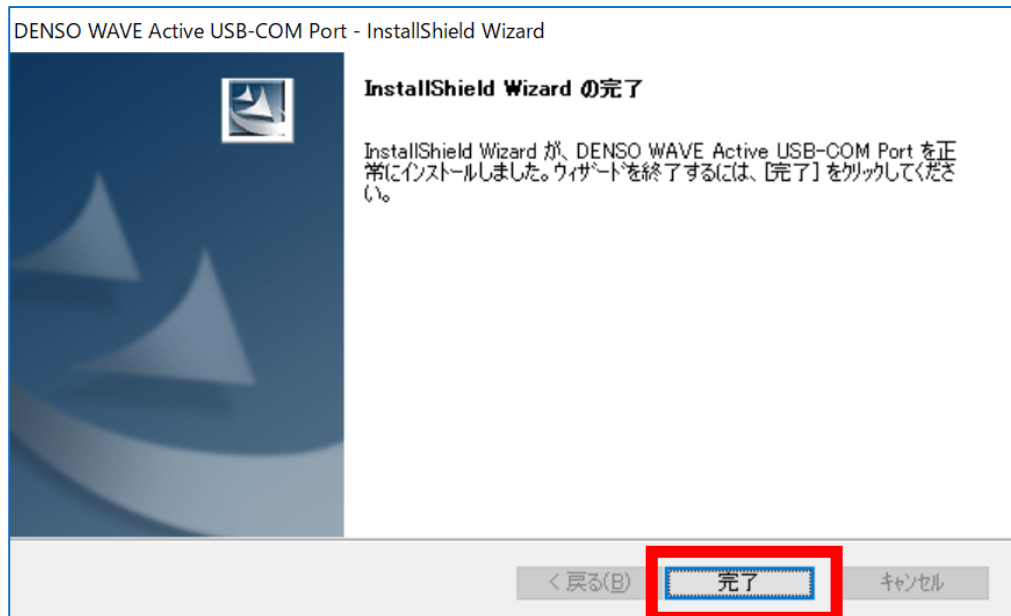 DENSO WAVE Active USB-COM Port - InstallShield Wizard
InstallShield Wizard の完了
InstallShield Wizard が、DENSO WAVE Active USB-COM Port を正
常にインストールしました。ウィザードを終了するには、[完了] をクリックしてくださ
い。
< 戻る(B)
完了
キャンセル